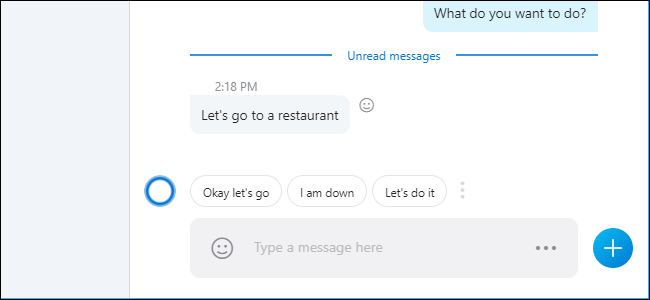 What do you want to do?
Unread messages
2:18 PM
Let's go to a restaurant
Okay let's go
I am down
Let's do it
Type a message here